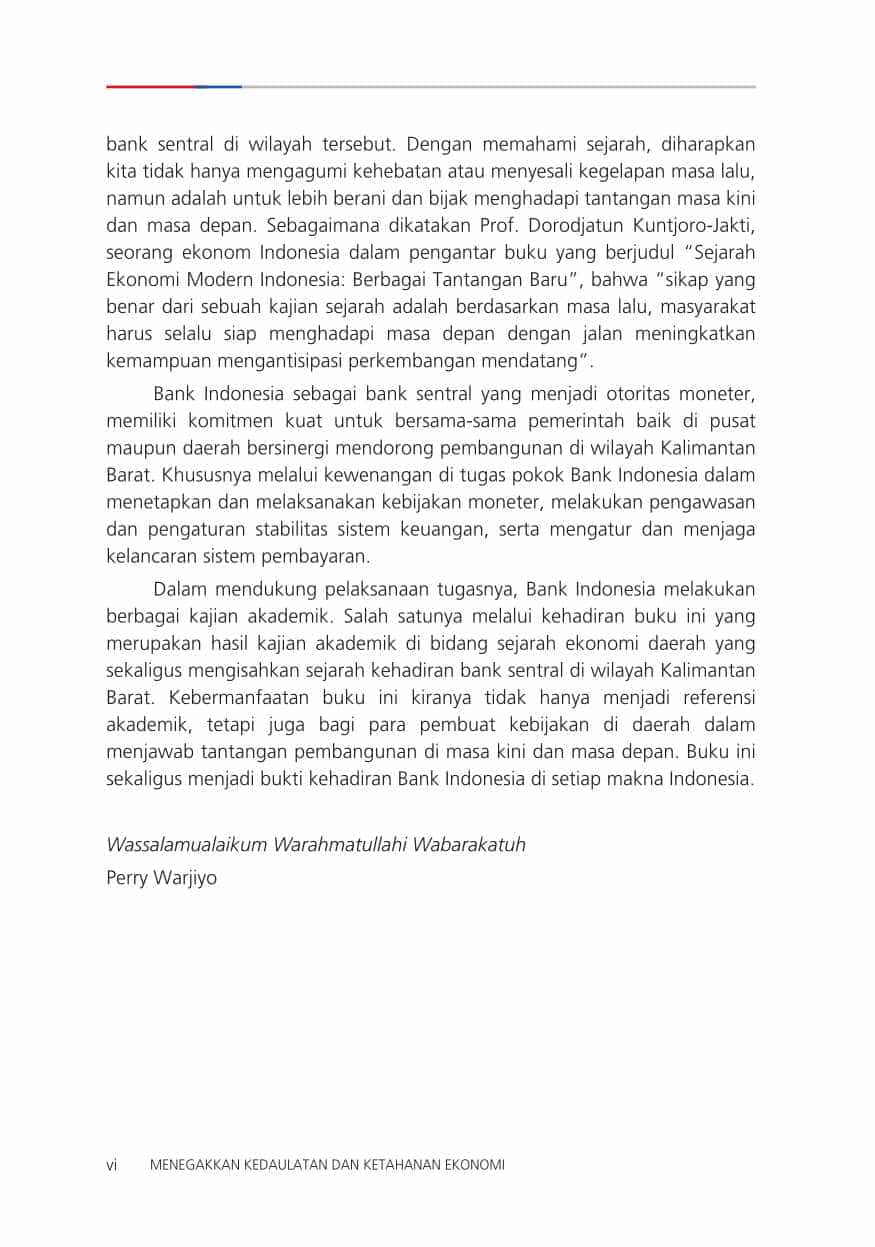 bank sentral di wilayah tersebut. Dengan memahami sejarah, diharapkan
kita tidak hanya mengagumi kehebatan atau menyesali kegelapan masa lalu,
namun adalah untuk lebih berani dan bijak menghadapi tantangan masa kini
dan masa depan. Sebagaimana dikatakan Prof. Dorodjatun Kuntjoro-Jakti,
seorang ekonom Indonesia dalam pengantar buku yang berjudul “Sejarah
Ekonomi Modern Indonesia: Berbagai Tantangan Baru”, bahwa “sikap yang
benar dari sebuah kajian sejarah adalah berdasarkan masa lalu, masyarakat
harus selalu siap menghadapi masa depan dengan jalan meningkatkan
kemampuan mengantisipasi perkembangan mendatang”.
Bank Indonesia sebagai bank sentral yang menjadi otoritas moneter,
memiliki komitmen kuat untuk bersama-sama pemerintah baik di pusat
maupun daerah bersinergi mendorong pembangunan di wilayah Kalimantan
Barat. Khususnya melalui kewenangan di tugas pokok Bank Indonesia dalam
menetapkan dan melaksanakan kebijakan moneter, melakukan pengawasan
dan pengaturan stabilitas sistem keuangan, serta mengatur dan menjaga
kelancaran sistem pembayaran.
Dalam mendukung pelaksanaan tugasnya, Bank Indonesia melakukan
berbagai kajian akademik. Salah satunya melalui kehadiran buku ini yang
merupakan hasil kajian akademik di bidang sejarah ekonomi daerah yang
sekaligus mengisahkan sejarah kehadiran bank sentral di wilayah Kalimantan
Barat. Kebermanfaatan buku ini kiranya tidak hanya menjadi referensi
akademik, tetapi juga bagi para pembuat kebijakan di daerah dalam
menjawab tantangan pembangunan di masa kini dan masa depan. Buku ini
sekaligus menjadi bukti kehadiran Bank Indonesia di setiap makna Indonesia.
Wassalamualaikum Warahmatullahi Wabarakatuh
Perry Warjiyo
vi MENEGAKKAN KEDAULATAN DAN KETAHANAN EKONOMI